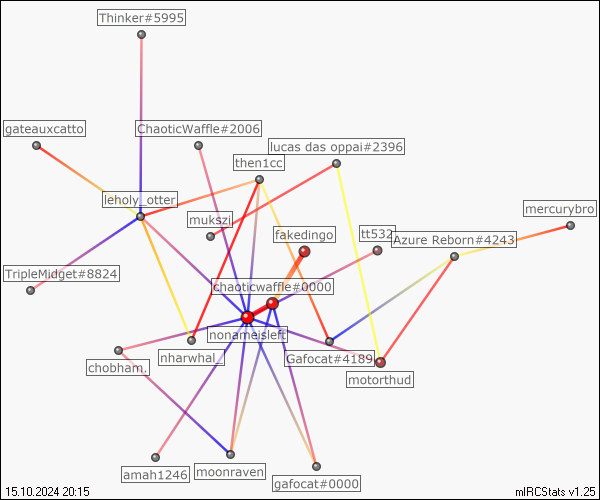 Thinker#5995
gateauxcatto
ChaoticWaffle#2006
lucas das oppai#2396
then1cc
leholy_otter
mercurybro
mukszi
fakedingo
tt532
Azure Reborn#4243
TripleMidget#8824
chaoticwaffle#0000
nonameisleft
chobham.
nharwhal_
Gafocat#4189
motorthud
amah1246
moonraven
gafocat#0000
15.10.2024 20:15
mIRCStats v1.25